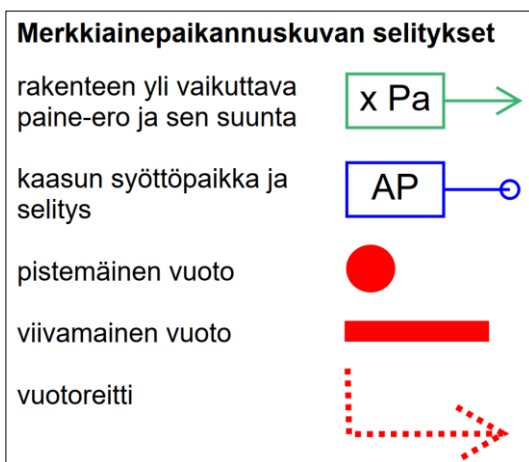 Merkkiainepaikannuskuvan selitykset
rakenteen yli vaikuttava
paine-ero ja sen suunta
x Pa
kaasun syöttöpaikka ja
selitys
AP
pistemäinen vuoto
viivamainen vuoto
vuotoreitti